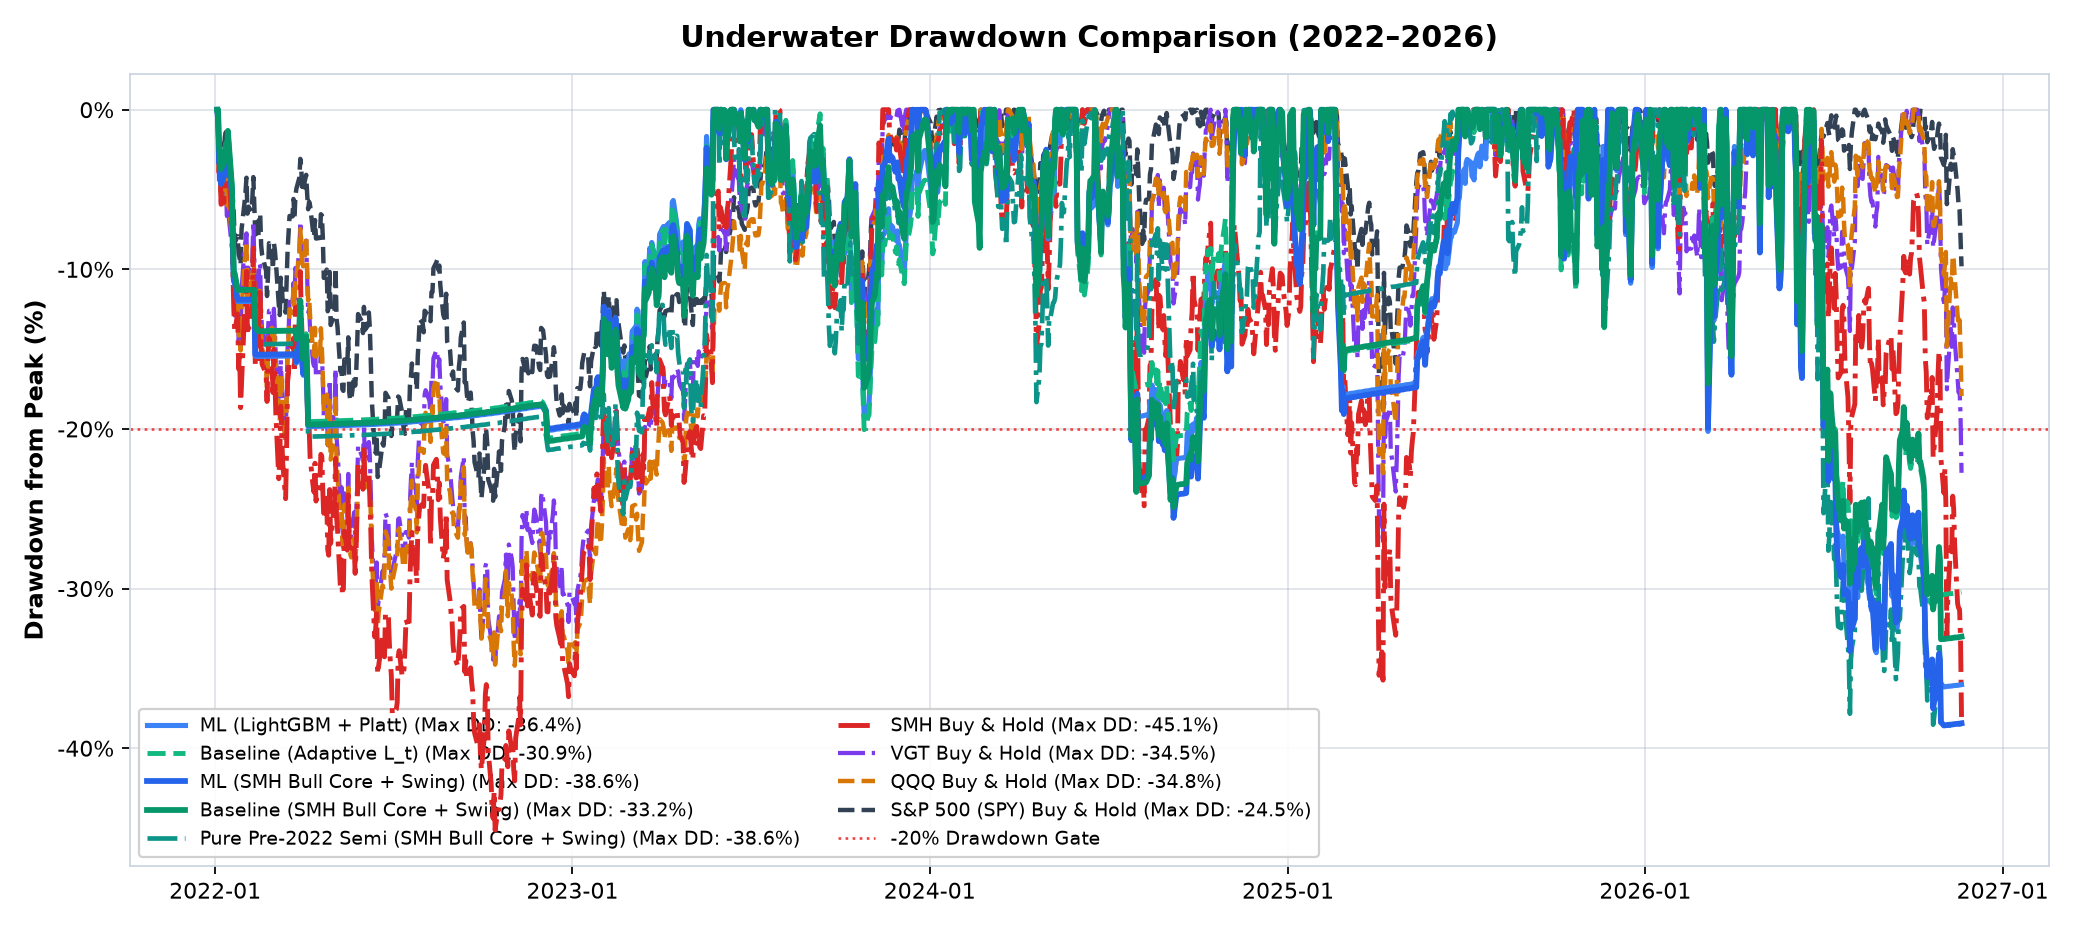 Underwater Drawdown Comparison (2022–2026)
Drawdown from Peak (%)
0%
-10%
-20%
-30%
-40%
ML (LightGBM + Platt) (Max DD: -36.4%)
Baseline (Adaptive L_t) (Max DD: -30.9%)
ML (SMH Bull Core + Swing) (Max DD: -38.6%)
Baseline (SMH Bull Core + Swing) (Max DD: -33.2%)
Pure Pre-2022 Semi (SMH Bull Core + Swing) (Max DD: -38.6%)
SMH Buy & Hold (Max DD: -45.1%)
VGT Buy & Hold (Max DD: -34.5%)
QQQ Buy & Hold (Max DD: -34.8%)
S&P 500 (SPY) Buy & Hold (Max DD: -24.5%)
-20% Drawdown Gate
2022-01
2023-01
2024-01
2025-01
2026-01
2027-01